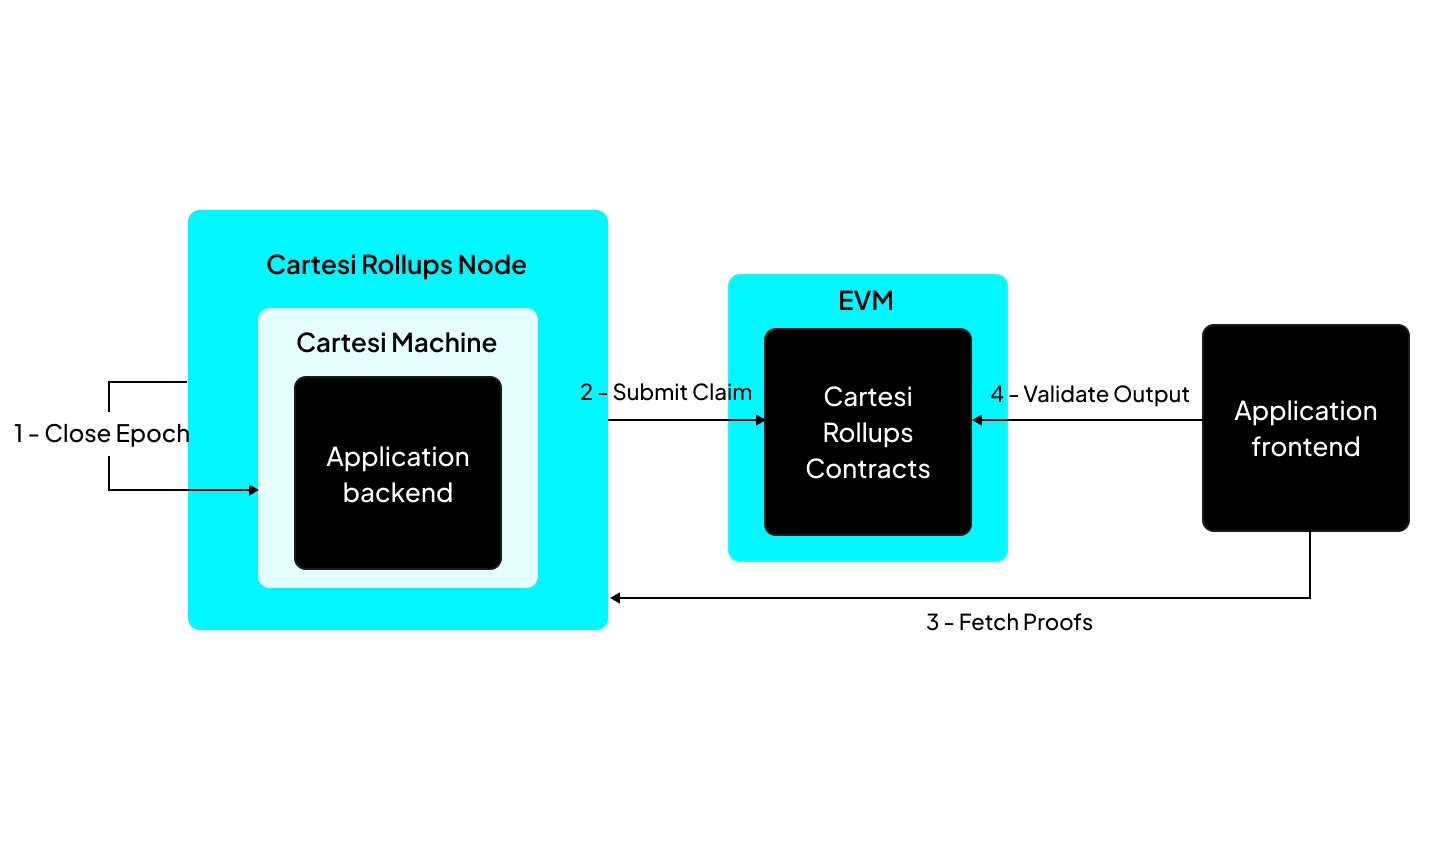 Cartesi Rollups Node
Cartesi Machine
Application
backend
1 - Close Epoch
2 - Submit Claim
EVM
Cartesi
Rollups
Contracts
4 - Validate Output
Application
frontend
3 - Fetch Proofs